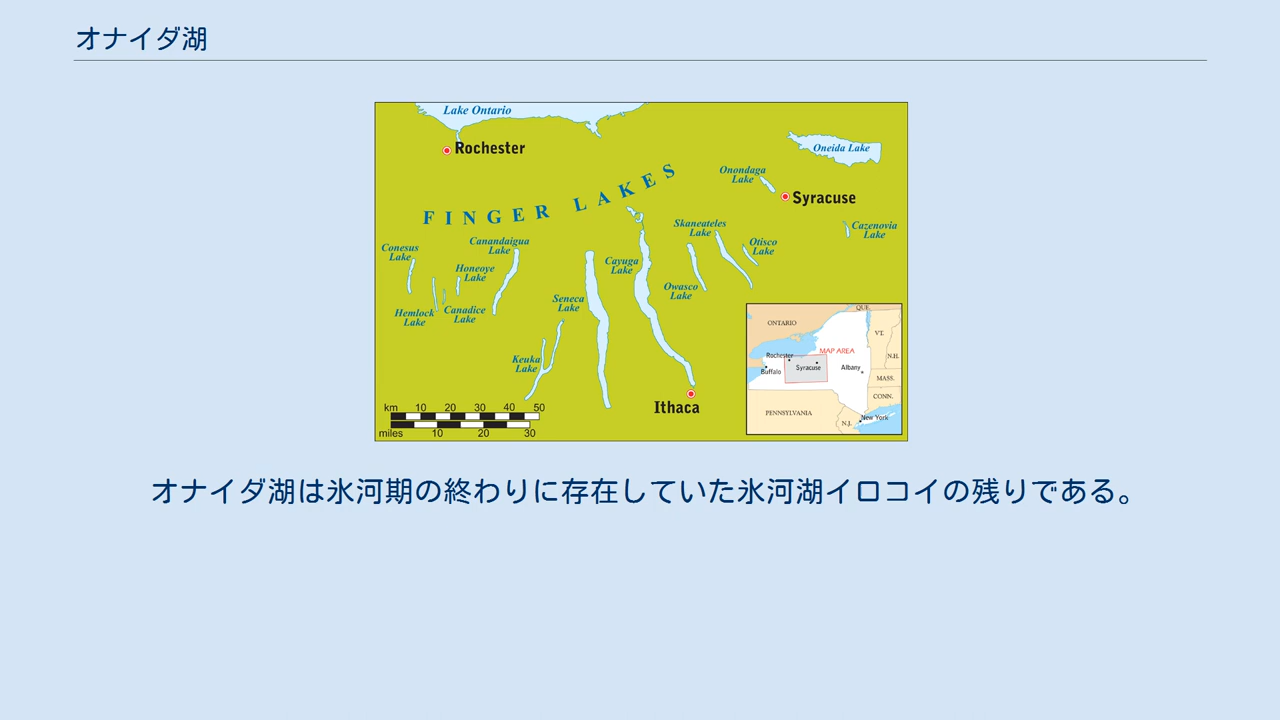 オナイダ湖
Lake Ontario
Rochester
Oneida Lake
Onondaga
Lake
Syracuse
FINGER LAKES
Skaneateles
Lake
Cazenovia
Lake
Otisco
Lake
Conesus
Lake
Canandaigua
Lake
Honeoye
Lake
Cayuga
Lake
Owasco
Lake
Hemlock
Lake
Canadice
Lake
Seneca
Lake
Keuka
Lake
Ithaca
km 10 20 30 40 50
miles 10 20 30
QUE.
ONTARIO
VT.
MAP AREA
N.H.
Rochester
Buffalo
Syracuse
Albany
MASS.
CONN.
PENNSYLVANIA
N.J.
New York
オナイダ湖は氷河期の終わりに存在していた氷河湖イロコイの残りである。